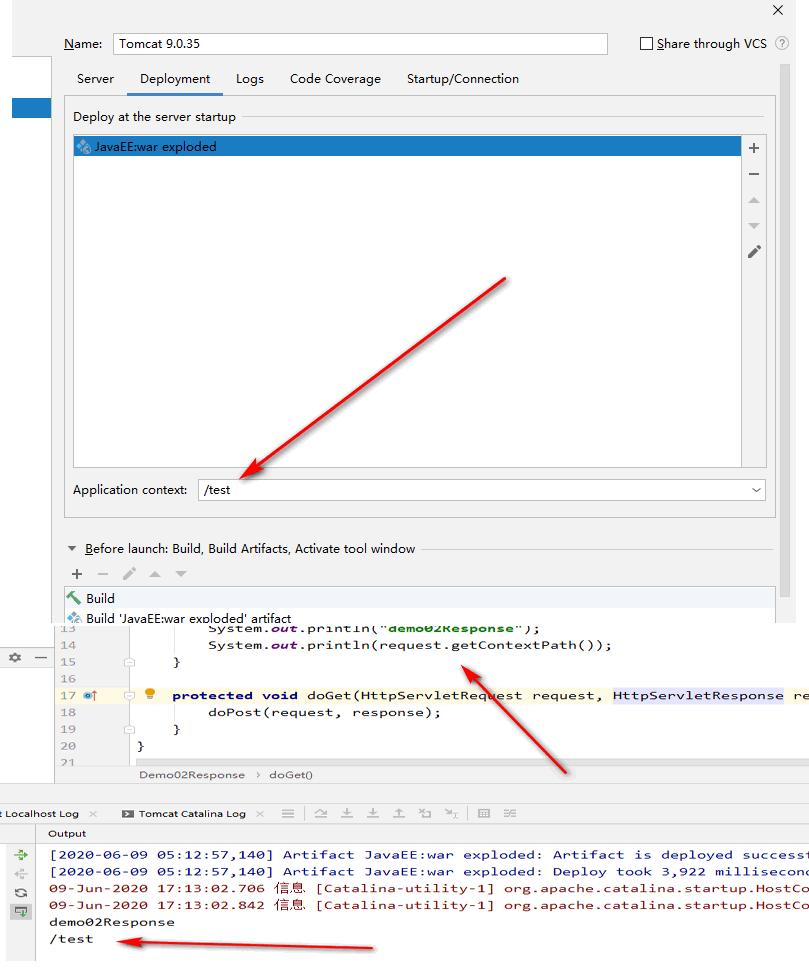 Name: Tomcat 9.0.35 Share through VCS ?
Server Deployment Logs Code Coverage Startup/Connection
Deploy at the server startup
JavaEE:war exploded
Application context: /test
Before launch: Build, Build Artifacts, Activate tool window
Build
Build 'JavaEE:war exploded' artifact
13 System.out.println("demo02Response");
14 System.out.println(request.getContextPath());
15 }
16
17 protected void doGet(HttpServletRequest request, HttpServletResponse re
18 doPost(request, response);
19 }
20 }
21
Demo02Response › doGet()
t Localhost Log Tomcat Catalina Log
Output
[2020-06-09 05:12:57,140] Artifact JavaEE:war exploded: Artifact is deployed successf
[2020-06-09 05:12:57,140] Artifact JavaEE:war exploded: Deploy took 3,922 millisecon
09-Jun-2020 17:13:02.706 信息 [Catalina-utility-1] org.apache.catalina.startup.HostCo
09-Jun-2020 17:13:02.842 信息 [Catalina-utility-1] org.apache.catalina.startup.HostCo
demo02Response
/test